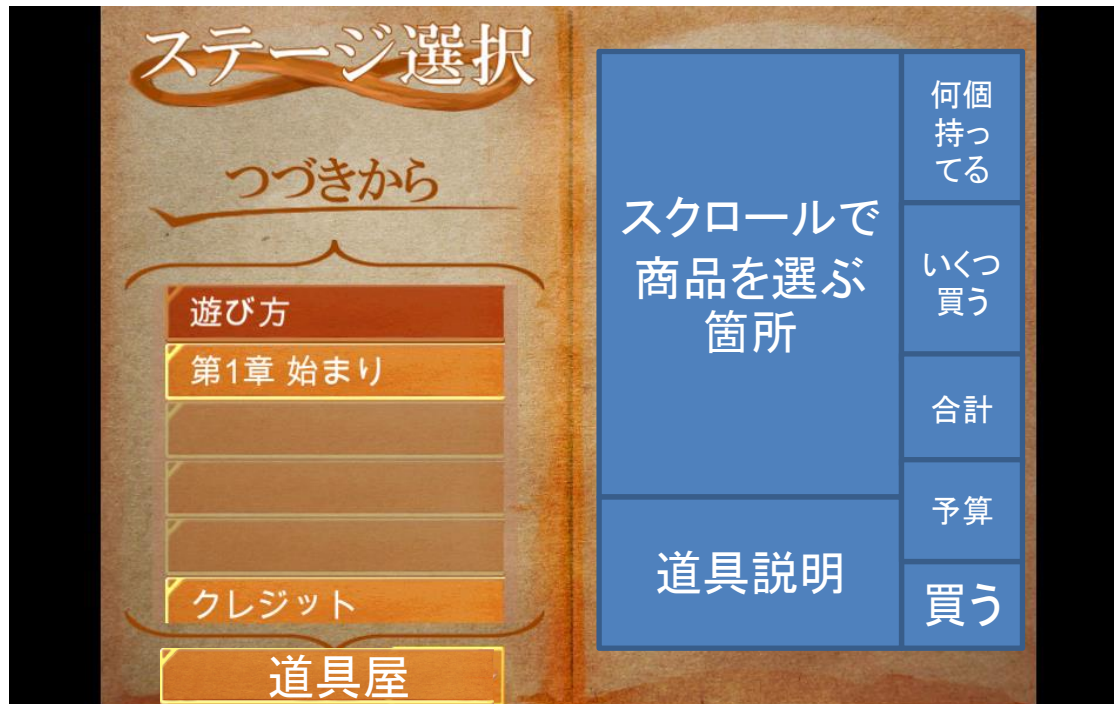 ステージ選択
つづきから
遊び方
第1章 始まり
クレジット
道具屋
スクロールで
商品を選ぶ
箇所
道具説明
何個
持っ
てる
いくつ
買う
合計
予算
買う